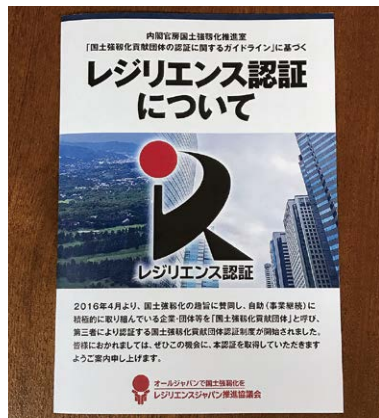 内閣官房国土強靱化推進室
「国土強靱化貢献団体の認証に関するガイドライン」に基づく
レジリエンス認証
について
レジリエンス認証
2016年4月より、国土強靱化の趣旨に賛同し、自助(事業継続)に
積極的に取り組んでいる企業・団体等を「国土強靱化貢献団体」と呼び、
第三者により認証する国土強靱化貢献団体認証制度が開始されました。
皆様におかれましては、ぜひこの機会に、本認証を取得していただきます
ようご案内申し上げます。
オールジャパンで国土強靱化を
レジリエンスジャパン推進協議会